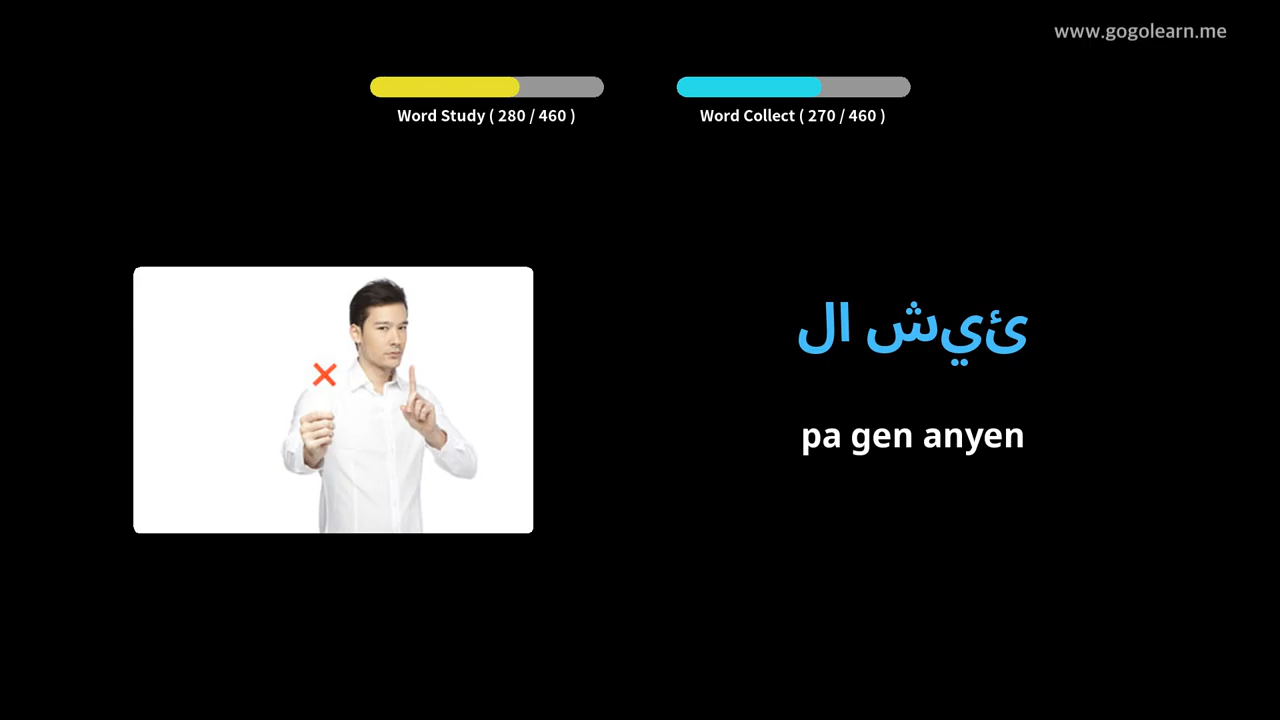 www.gogolearn.me
Word Study ( 280 / 460 )
Word Collect ( 270 / 460 )
ئيش ال
pa gen anyen